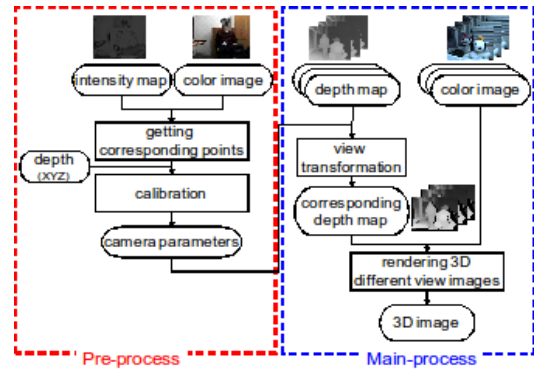 intensity map
color image
getting
corresponding points
depth
(XYZ)
calibration
camera parameters
Pre-process
depth map
color image
view
transformation
corresponding
depth map
rendering 3D
different view images
3D image
Main-process